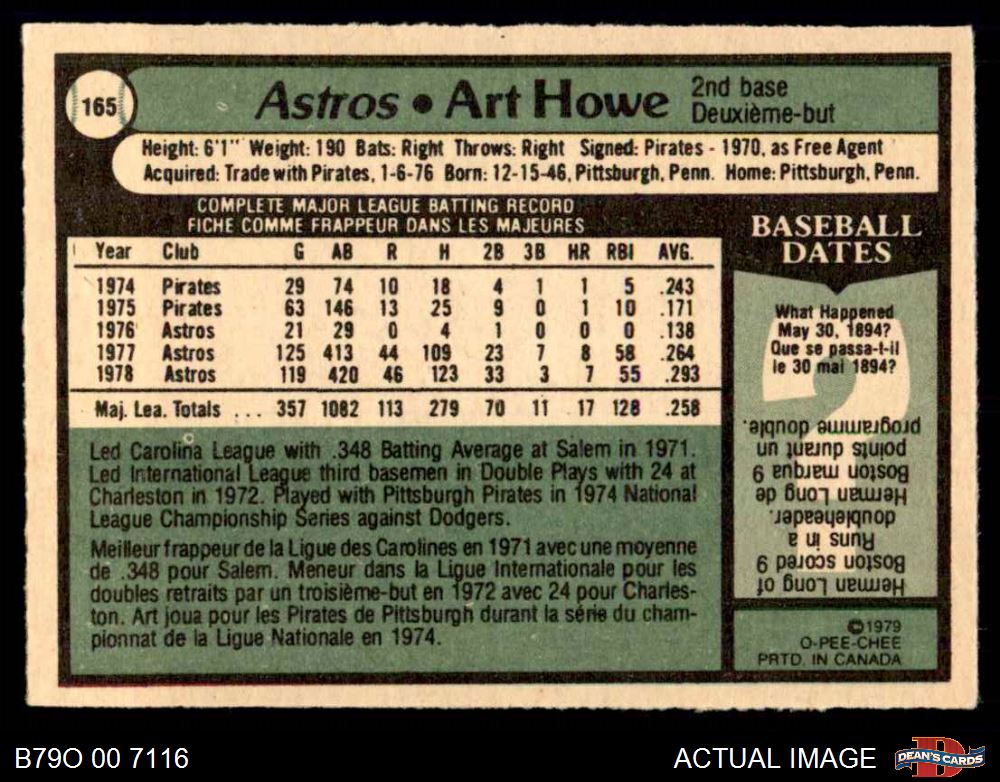 165
Astros • Art Howe
2nd base
Deuxième-but
Height: 6'1" Weight: 190 Bats: Right Throws: Right Signed: Pirates - 1970, as Free Agent
Acquired: Trade with Pirates, 1-6-76 Born: 12-15-46, Pittsburgh, Penn. Home: Pittsburgh, Penn.
COMPLETE MAJOR LEAGUE BATTING RECORD
FICHE COMME FRAPPEUR DANS LES MAJEURES
Year Club G AB R H 2B 3B HR RBI AVG.
1974 Pirates 29 74 10 18 4 1 1 5 .243
1975 Pirates 63 146 13 25 9 0 1 10 .171
1976 Astros 21 29 0 4 1 0 0 0 .138
1977 Astros 125 413 44 109 23 7 8 58 .264
1978 Astros 119 420 46 123 33 3 7 55 .293
Maj. Lea. Totals ... 357 1082 113 279 70 11 17 128 .258
Led Carolina League with .348 Batting Average at Salem in 1971.
Led International League third basemen in Double Plays with 24 at
Charleston in 1972. Played with Pittsburgh Pirates in 1974 National
League Championship Series against Dodgers.
Meilleur frappeur de la Ligue des Carolines en 1971 avec une moyenne
de .348 pour Salem. Meneur dans la Ligue Internationale pour les
doubles retraits par un troisième-but en 1972 avec 24 pour Charles-
ton. Art joua pour les Pirates de Pittsburgh durant la série du cham-
pionnat de la Ligue Nationale en 1974.
BASEBALL
DATES
What Happened
May 30, 1894?
Que se passa-t-il
le 30 mai 1894?
Herman Long of
Boston scored 9
Runs in a
doubleheader.
Herman Long de
Boston marqua 9
points durant un
programme double.
©1979
O-PEE-CHEE
PRTD. IN CANADA
B79O 00 7116
ACTUAL IMAGE
D
DEAN'S CARDS